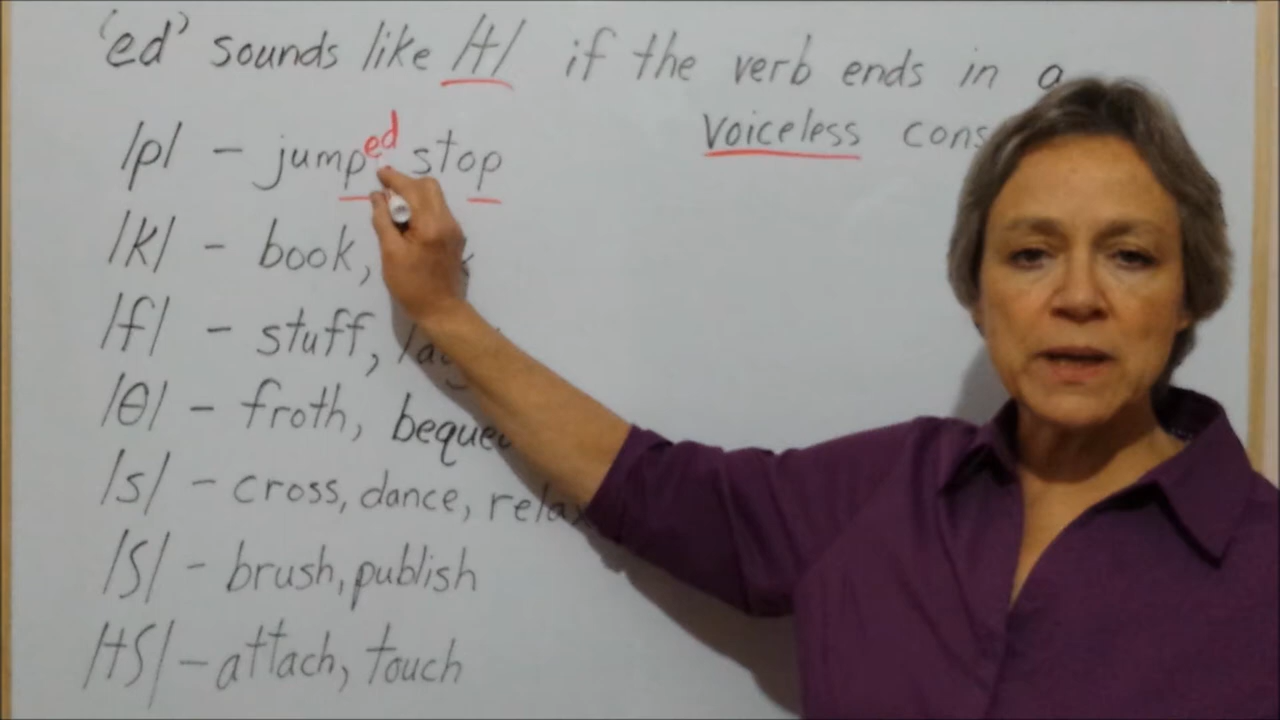 'ed' sounds like /t/ if the verb ends in a
voiceless
/p/ – jumped stop
/k/ – book,
/f/ – stuff,
/θ/ – froth,
/s/ – cross, dance, relax
/ʃ/ – brush, publish
/tʃ/ – attach, touch